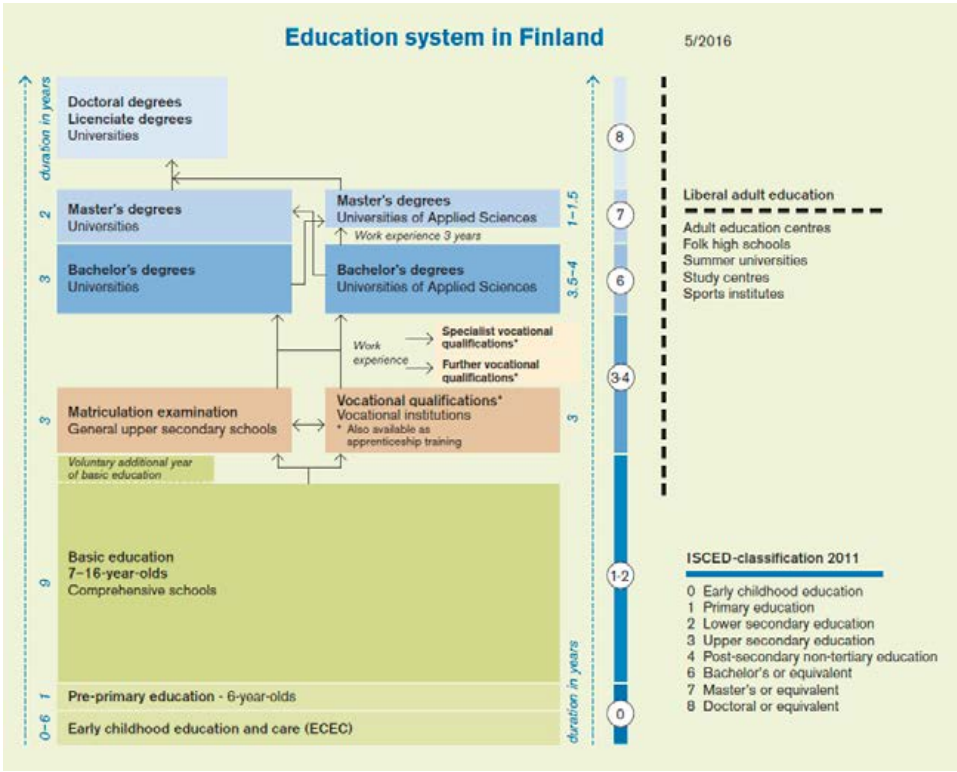 Education system in Finland
5/2016
duration in years
Doctoral degrees
Licenciate degrees
Universities
8
2
Master's degrees
Universities
Master's degrees
Universities of Applied Sciences
1–1.5
7
Work experience 3 years
3
Bachelor's degrees
Universities
Bachelor's degrees
Universities of Applied Sciences
3.5–4
6
Work
experience
Specialist vocational
qualifications*
Further vocational
qualifications*
3-4
3
Matriculation examination
General upper secondary schools
Vocational qualifications*
Vocational institutions
* Also available as
apprenticeship training
3
Voluntary additional year
of basic education
9
Basic education
7–16-year-olds
Comprehensive schools
1-2
1
Pre-primary education - 6-year-olds
0–6
Early childhood education and care (ECEC)
duration in years
0
Liberal adult education
Adult education centres
Folk high schools
Summer universities
Study centres
Sports institutes
ISCED-classification 2011
0 Early childhood education
1 Primary education
2 Lower secondary education
3 Upper secondary education
4 Post-secondary non-tertiary education
6 Bachelor's or equivalent
7 Master's or equivalent
8 Doctoral or equivalent